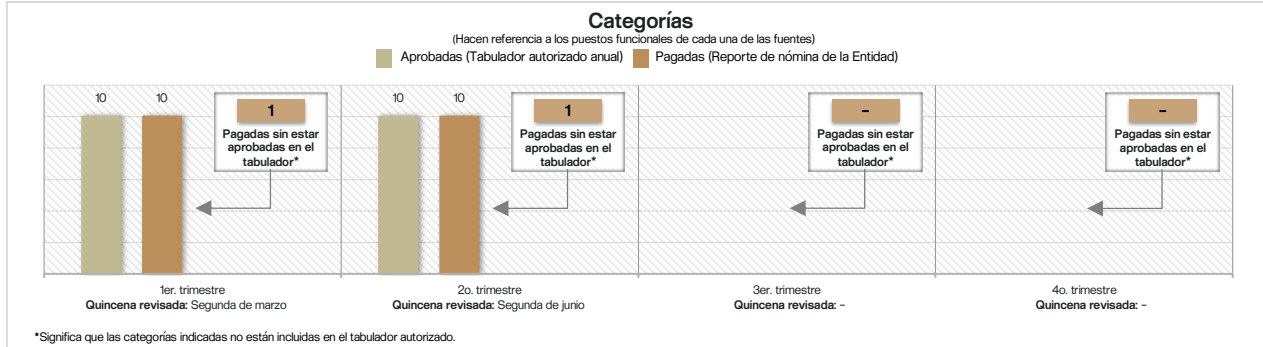 Categorías
(Hacen referencia a los puestos funcionales de cada una de las fuentes)
Aprobadas (Tabulador autorizado anual) Pagadas (Reporte de nómina de la Entidad)
10 10
1
Pagadas sin estar
aprobadas en el
tabulador*
10 10
1
Pagadas sin estar
aprobadas en el
tabulador*
–
Pagadas sin estar
aprobadas en el
tabulador*
–
Pagadas sin estar
aprobadas en el
tabulador*
1er. trimestre
Quincena revisada: Segunda de marzo
2o. trimestre
Quincena revisada: Segunda de junio
3er. trimestre
Quincena revisada: –
4o. trimestre
Quincena revisada: –
*Significa que las categorías indicadas no están incluidas en el tabulador autorizado.